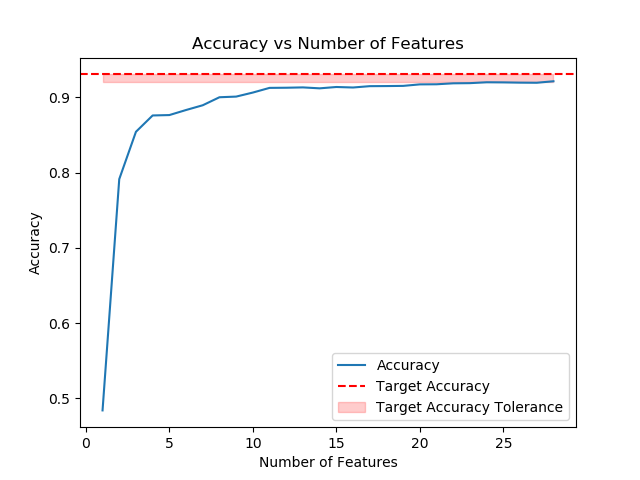 Accuracy vs Number of Features
0.9
0.8
0.7
0.6
0.5
Accuracy
Accuracy
Target Accuracy
Target Accuracy Tolerance
0 5 10 15 20 25
Number of Features